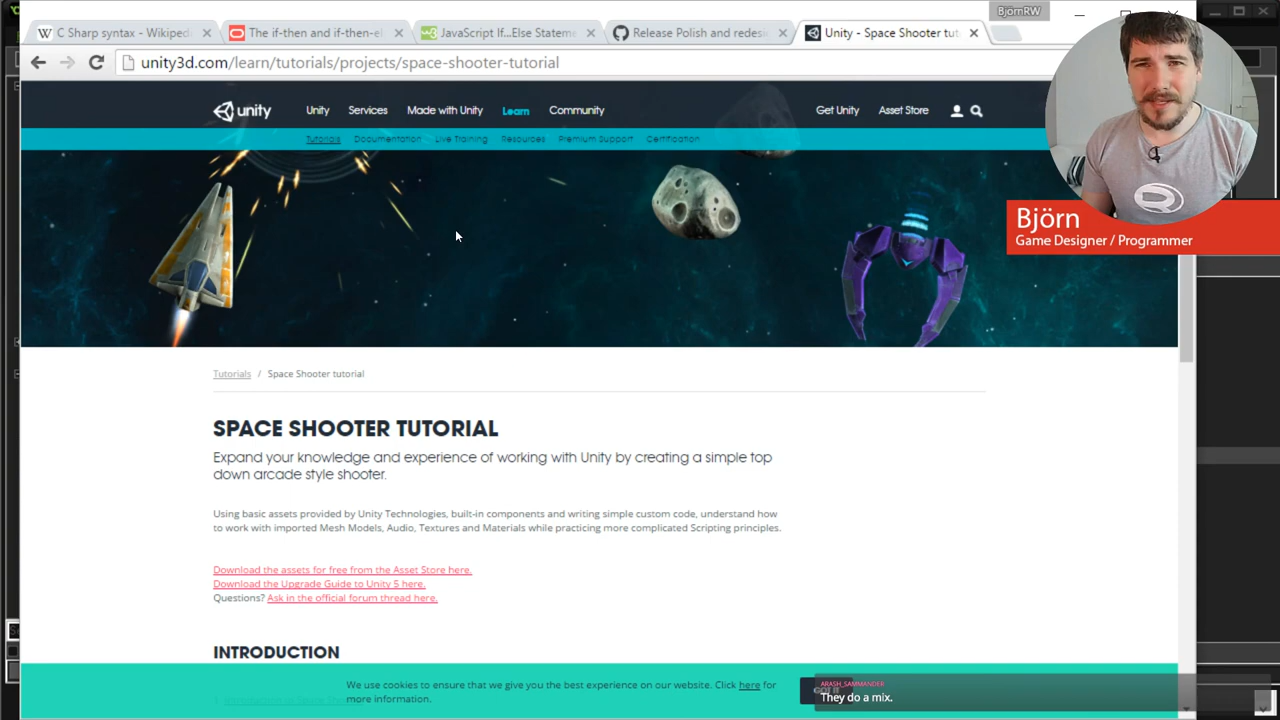 BjörnRW
C Sharp syntax - Wikiped
The if-then and if-then-el
JavaScript If...Else Stateme
Release Polish and redesi
Unity - Space Shooter tut
unity3d.com/learn/tutorials/projects/space-shooter-tutorial
unity
Unity
Services
Made with Unity
Learn
Community
Get Unity
Asset Store
Tutorials
Documentation
Live Training
Resources
Premium Support
Certification
Björn
Game Designer / Programmer
Tutorials / Space Shooter tutorial
SPACE SHOOTER TUTORIAL
Expand your knowledge and experience of working with Unity by creating a simple top
down arcade style shooter.
Using basic assets provided by Unity Technologies, built-in components and writing simple custom code, understand how
to work with imported Mesh Models, Audio, Textures and Materials while practicing more complicated Scripting principles.
Download the assets for free from the Asset Store here.
Download the Upgrade Guide to Unity 5 here.
Questions? Ask in the official forum thread here.
INTRODUCTION
We use cookies to ensure that we give you the best experience on our website. Click here for
more information.
ARASH_SAMMANDER
They do a mix.